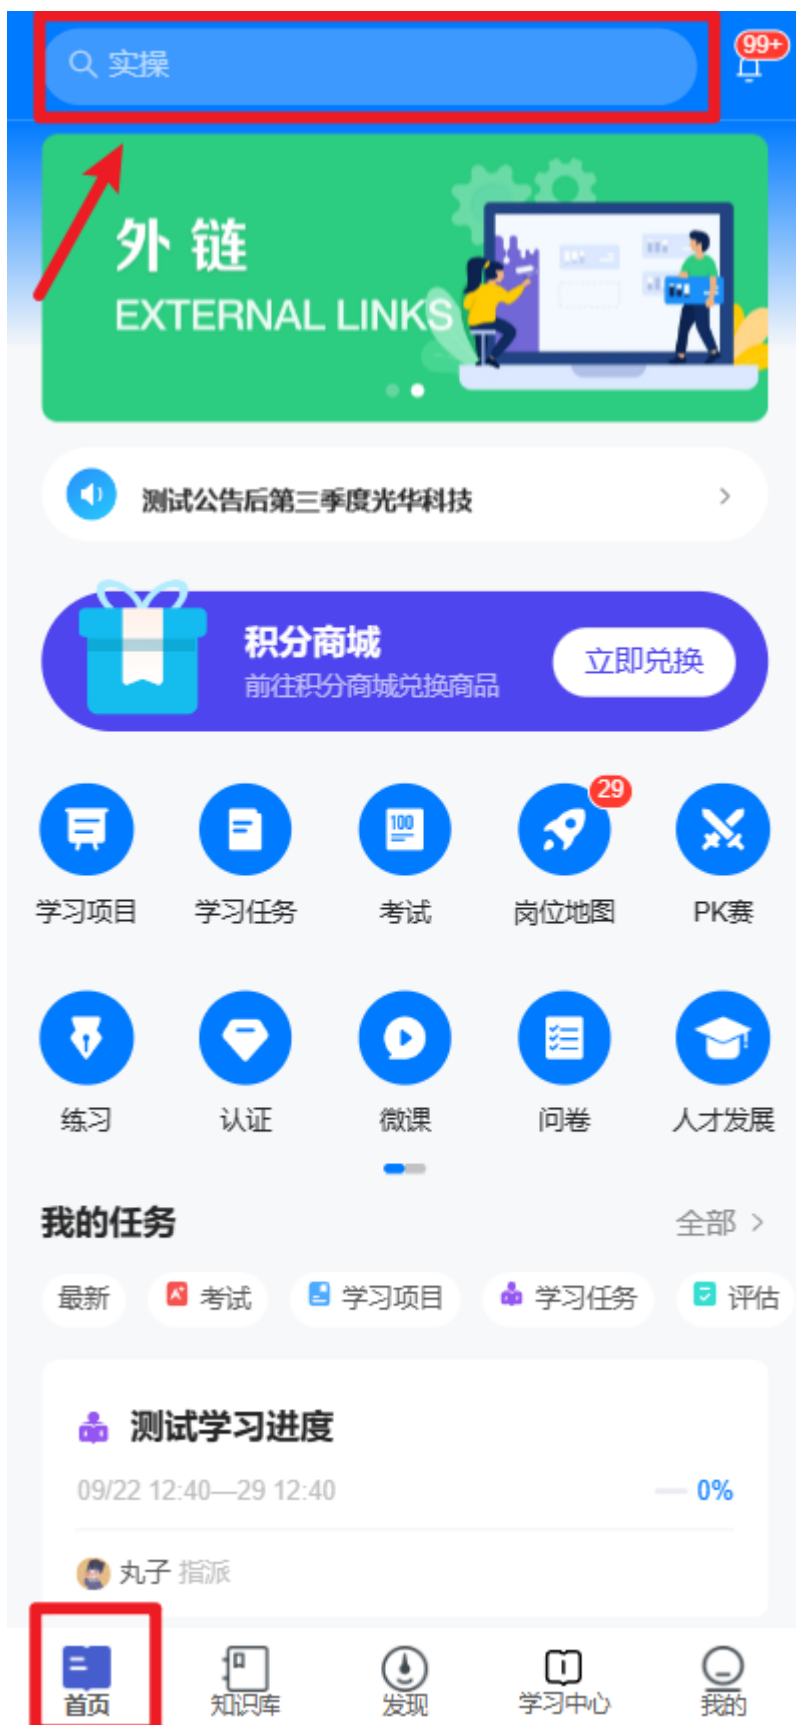 实操
99+
外链
EXTERNAL LINKS
测试公告后第三季度光华科技
积分商城
前往积分商城兑换商品
立即兑换
29
100
学习项目 学习任务 考试 岗位地图 PK赛
练习 认证 微课 问卷 人才发展
我的任务 全部
最新 考试 学习项目 学习任务 评估
测试学习进度
09/22 12:40—29 12:40 0%
丸子 指派
首页 知识库 发现 学习中心 我的